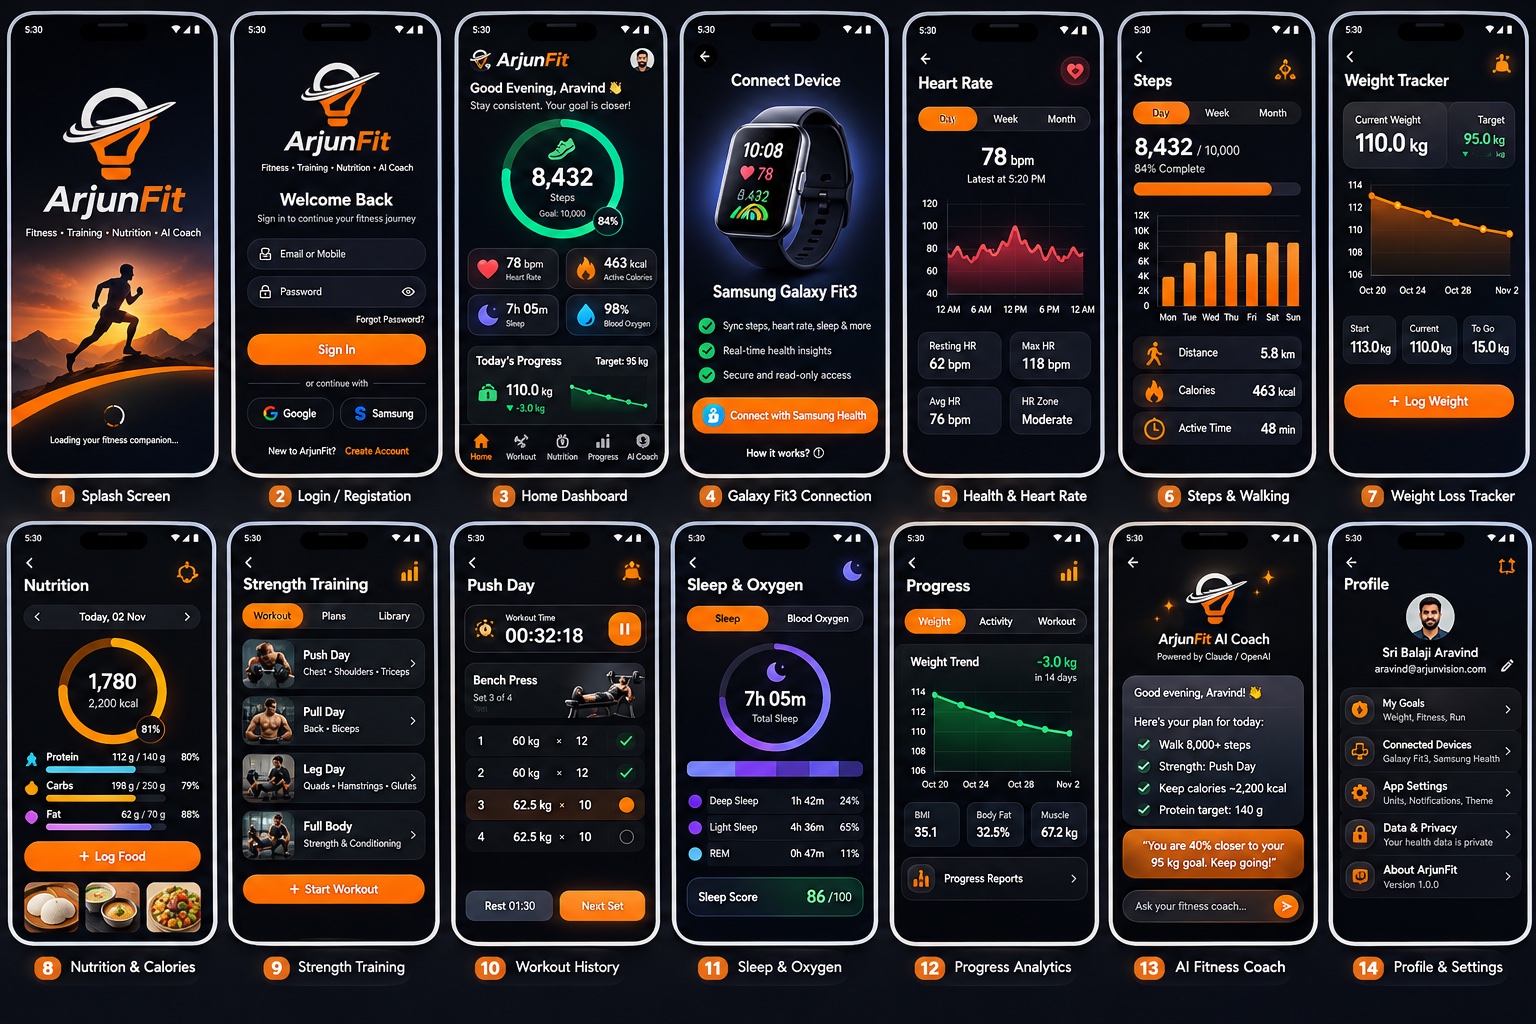 5:30
ArjunFit
Fitness • Training • Nutrition • AI Coach
Loading your fitness companion...
1 Splash Screen
5:30
ArjunFit
Fitness • Training • Nutrition • AI Coach
Welcome Back
Sign in to continue your fitness journey
Email or Mobile
Password
Forgot Password?
Sign In
or continue with
Google
Samsung
New to ArjunFit? Create Account
2 Login / Registation
5:30
ArjunFit
Good Evening, Aravind 👋
Stay consistent. Your goal is closer!
8,432
Steps
Goal: 10,000
84%
78 bpm
Heart Rate
463 kcal
Active Calories
7h 05m
Sleep
98%
Blood Oxygen
Today's Progress
Target: 95 kg
110.0 kg
▼ -3.0 kg
Home
Workout
Nutrition
Progress
AI Coach
3 Home Dashboard
5:30
Connect Device
10:08
78
8,432
Samsung Galaxy Fit3
Sync steps, heart rate, sleep & more
Real-time health insights
Secure and read-only access
Connect with Samsung Health
How it works?
4 Galaxy Fit3 Connection
5:30
Heart Rate
Day Week Month
78 bpm
Latest at 5:20 PM
120
100
80
60
40
12 AM 6 AM 12 PM 6 PM 12 AM
Resting HR
62 bpm
Max HR
118 bpm
Avg HR
76 bpm
HR Zone
Moderate
5 Health & Heart Rate
5:30
Steps
Day Week Month
8,432 / 10,000
84% Complete
12K
10K
8K
6K
4K
2K
0
Mon Tue Wed Thu Fri Sat Sun
Distance 5.8 km
Calories 463 kcal
Active Time 48 min
6 Steps & Walking
5:30
Weight Tracker
Current Weight
110.0 kg
Target
95.0 kg
▼ kg
114
112
110
108
106
Oct 20 Oct 24 Oct 28 Nov 2
Start
113.0 kg
Current
110.0 kg
To Go
15.0 kg
+ Log Weight
7 Weight Loss Tracker
5:30
Nutrition
Today, 02 Nov
1,780
2,200 kcal
81%
Protein 112 g / 140 g 80%
Carbs 198 g / 250 g 79%
Fat 62 g / 70 g 88%
+ Log Food
8 Nutrition & Calories
5:30
Strength Training
Workout Plans Library
Push Day
Chest • Shoulders • Triceps
Pull Day
Back • Biceps
Leg Day
Quads • Hamstrings • Glutes
Full Body
Strength & Conditioning
+ Start Workout
9 Strength Training
5:30
Push Day
Workout Time
00:32:18
Bench Press
Set 3 of 4
1 60 kg × 12
2 60 kg × 12
3 62.5 kg × 10
4 62.5 kg × 10
Rest 01:30
Next Set
10 Workout History
5:30
Sleep & Oxygen
Sleep Blood Oxygen
7h 05m
Total Sleep
Deep Sleep 1h 42m 24%
Light Sleep 4h 36m 65%
REM 0h 47m 11%
Sleep Score 86 /100
11 Sleep & Oxygen
5:30
Progress
Weight Activity Workout
Weight Trend
-3.0 kg
in 14 days
114
112
110
108
106
Oct 20 Oct 24 Oct 28 Nov 2
BMI
35.1
Body Fat
32.5%
Muscle
67.2 kg
Progress Reports
12 Progress Analytics
5:30
ArjunFit AI Coach
Powered by Claude / OpenAI
Good evening, Aravind! 👋
Here's your plan for today:
Walk 8,000+ steps
Strength: Push Day
Keep calories ~2,200 kcal
Protein target: 140 g
"You are 40% closer to your
95 kg goal. Keep going!"
Ask your fitness coach...
13 AI Fitness Coach
5:30
Profile
Sri Balaji Aravind
aravind@arjunvision.com
My Goals
Weight, Fitness, Run
Connected Devices
Galaxy Fit3, Samsung Health
App Settings
Units, Notifications, Theme
Data & Privacy
Your health data is private
About ArjunFit
Version 1.0.0
14 Profile & Settings